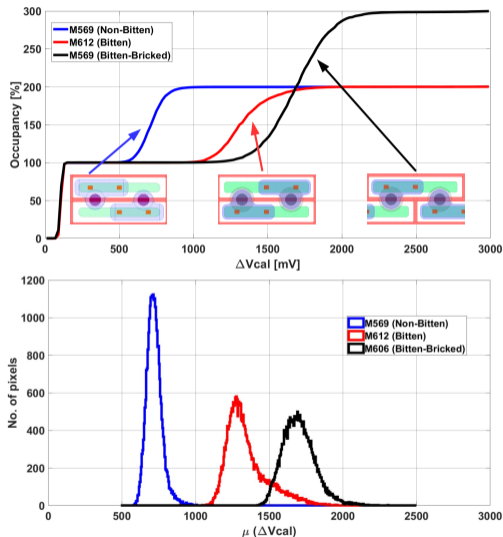 300
250
200
150
100
50
0
Occupancy [%]
M569 (Non-Bitten)
M612 (Bitten)
M569 (Bitten-Bricked)
0 500 1000 1500 2000 2500 3000
ΔVcal [mV]
1200
1000
800
600
400
200
0
No. of pixels
M569 (Non-Bitten)
M612 (Bitten)
M606 (Bitten-Bricked)
0 500 1000 1500 2000 2500 3000
μ (ΔVcal)